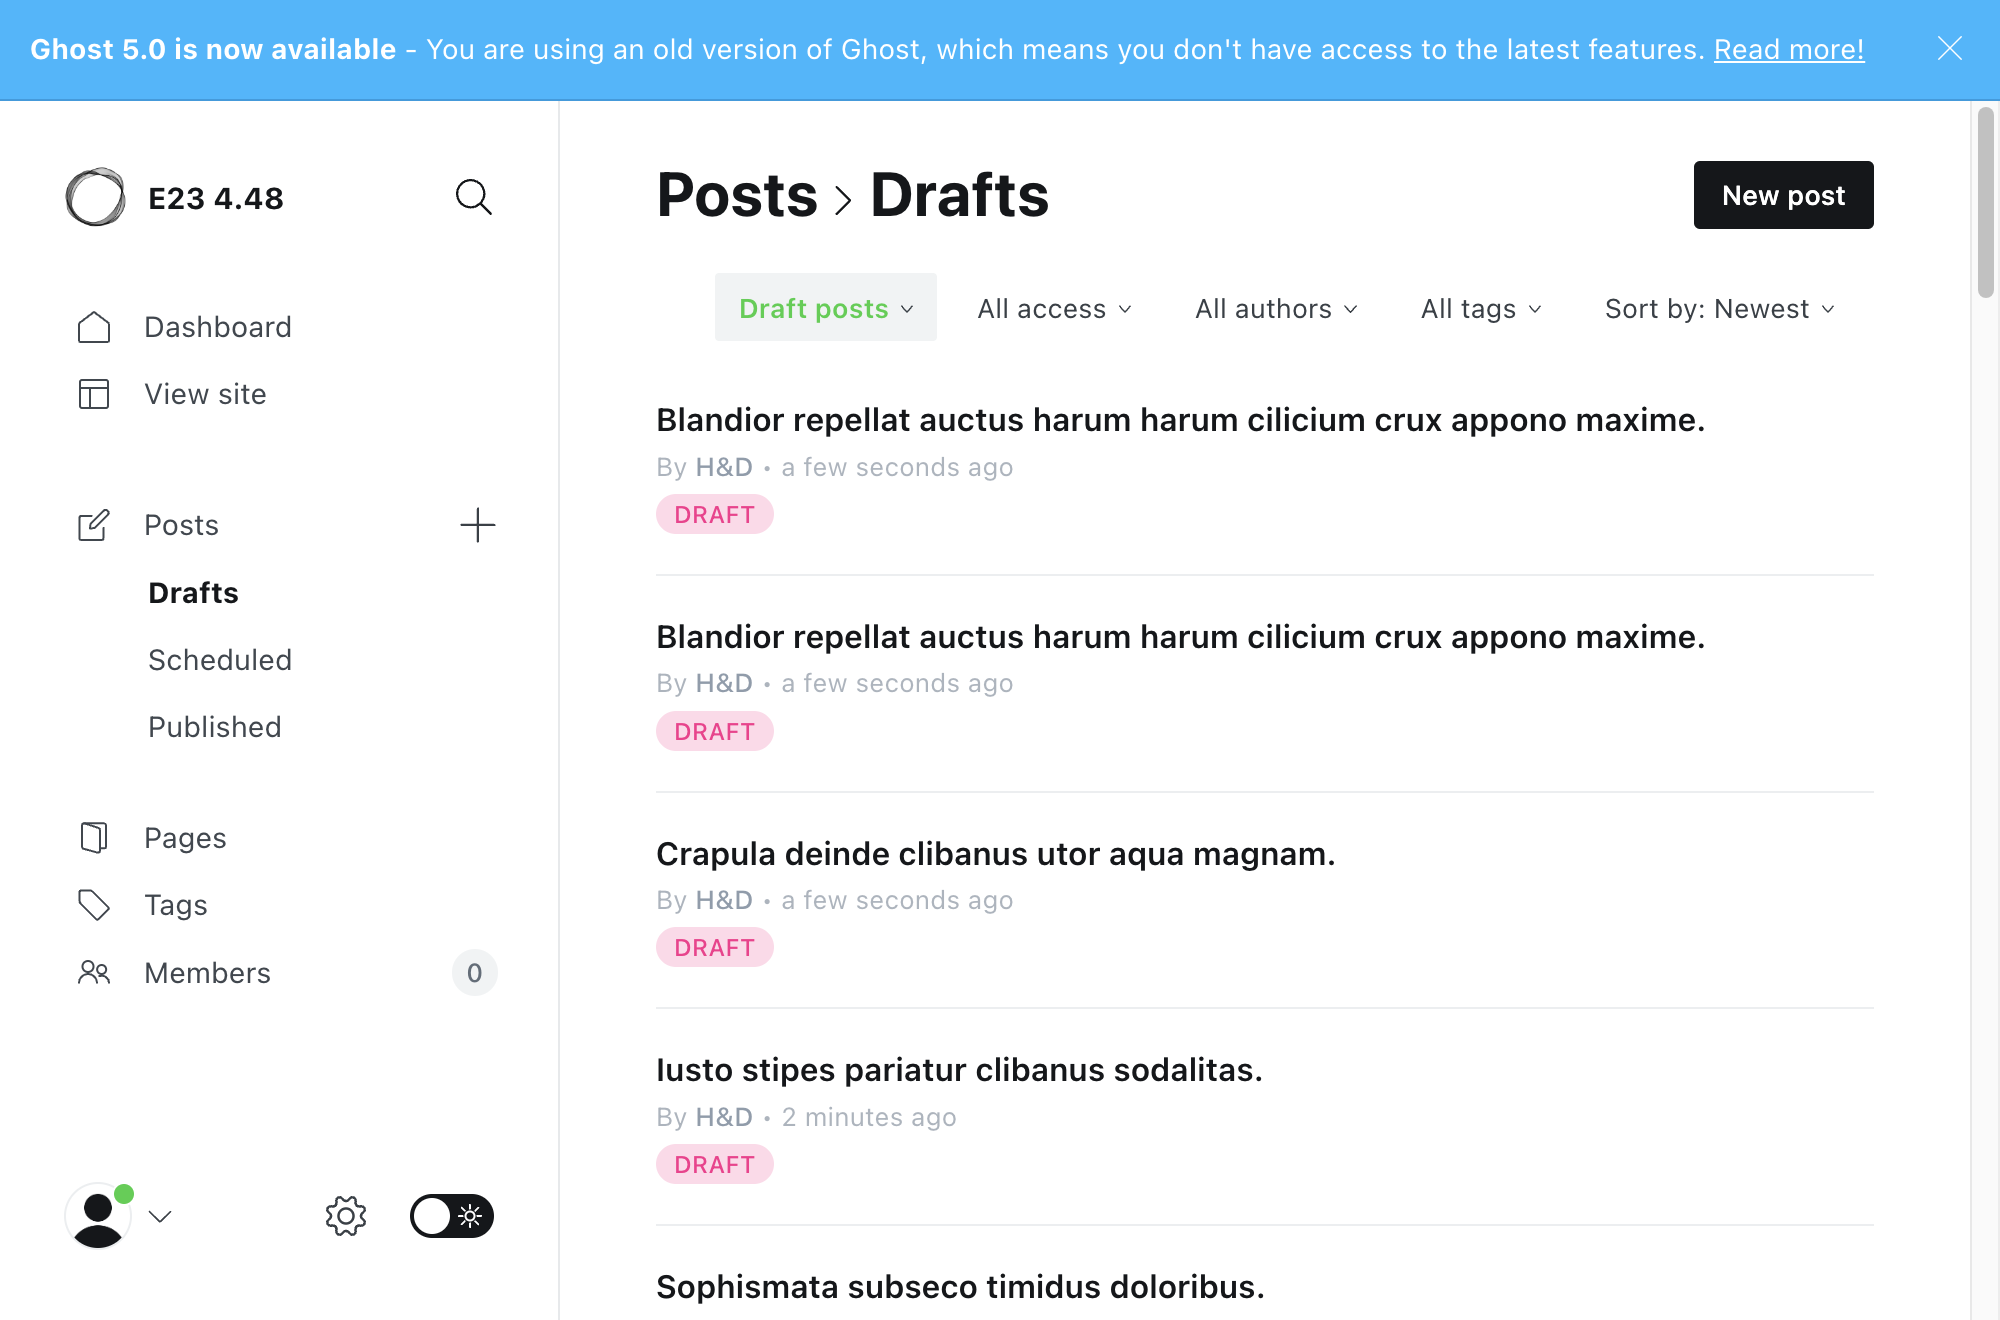 Ghost 5.0 is now available - You are using an old version of Ghost, which means you don't have access to the latest features. Read more!
E23 4.48
Dashboard
View site
Posts
Drafts
Scheduled
Published
Pages
Tags
Members 0
Posts Drafts
New post
Draft posts All access All authors All tags Sort by: Newest
Blandior repellat auctus harum harum cilicium crux appono maxime.
By H&D • a few seconds ago
DRAFT
Blandior repellat auctus harum harum cilicium crux appono maxime.
By H&D • a few seconds ago
DRAFT
Crapula deinde clibanus utor aqua magnam.
By H&D • a few seconds ago
DRAFT
Iusto stipes pariatur clibanus sodalitas.
By H&D • 2 minutes ago
DRAFT
Sophismata subseco timidus doloribus.